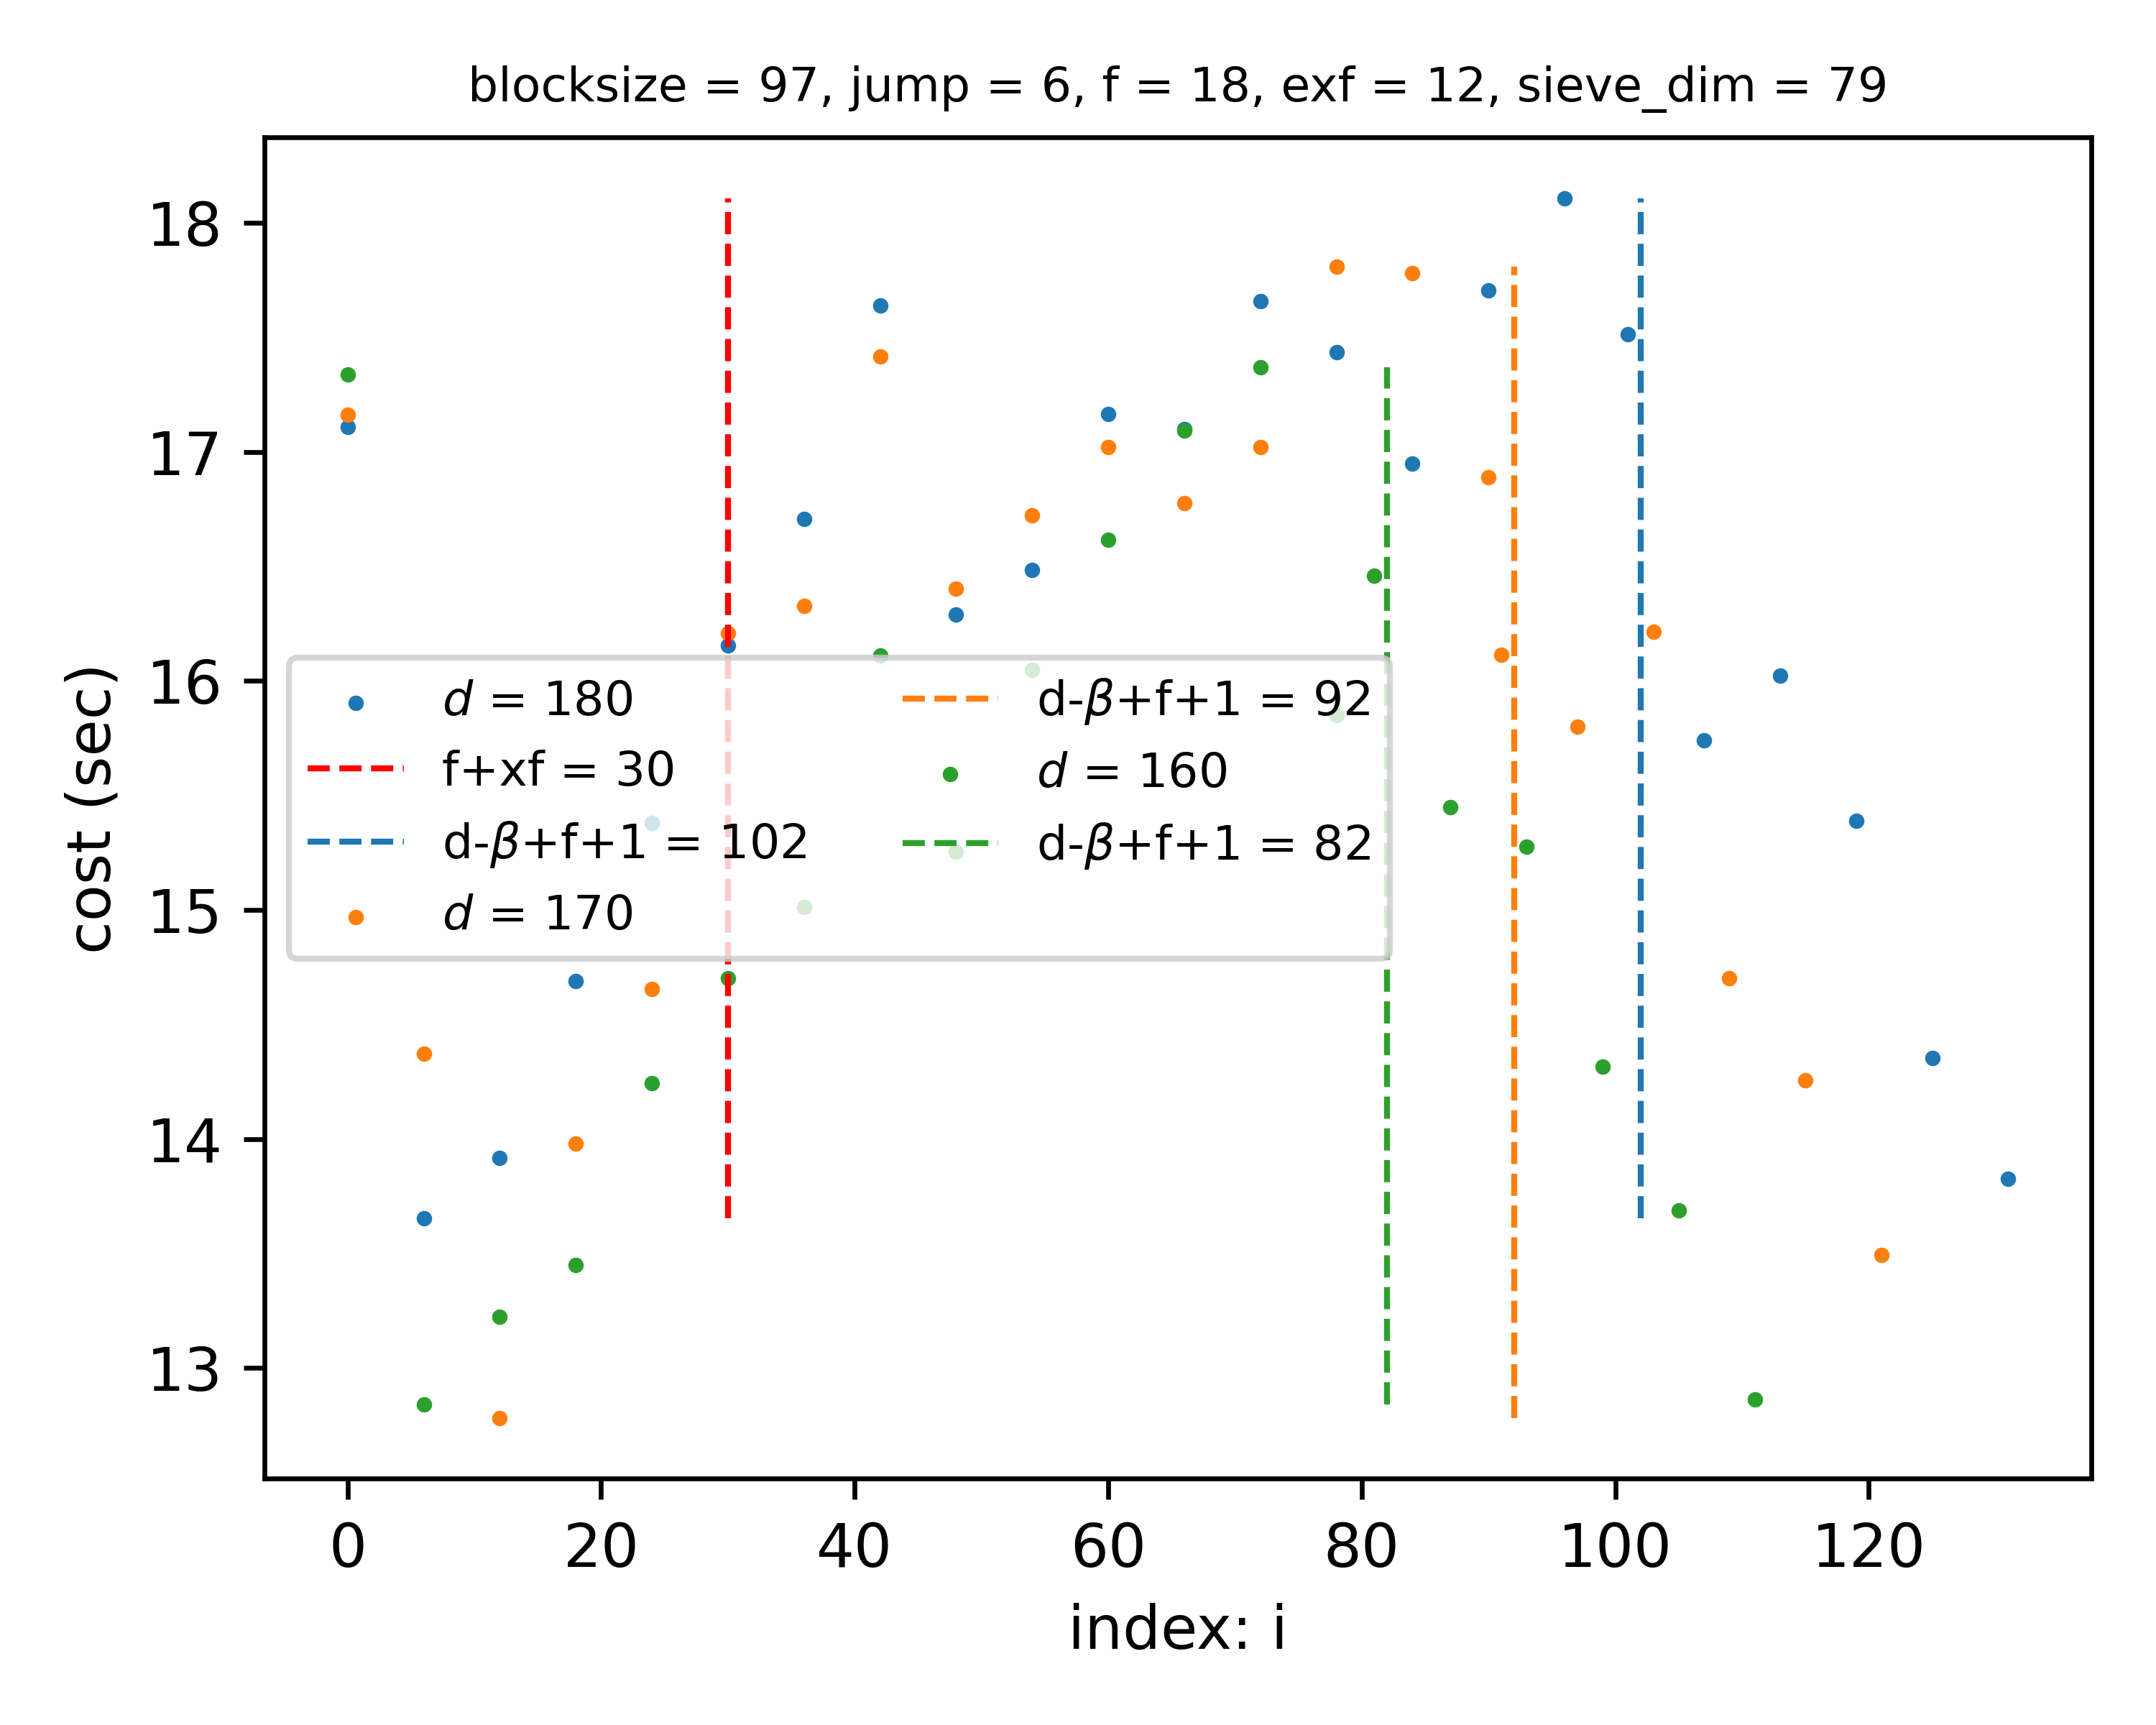 blocksize = 97, jump = 6, f = 18, exf = 12, sieve_dim = 79
cost (sec)
18
17
16
15
14
13
d = 180
f+xf = 30
d-β+f+1 = 102
d = 170
d-β+f+1 = 92
d = 160
d-β+f+1 = 82
0 20 40 60 80 100 120
index: i